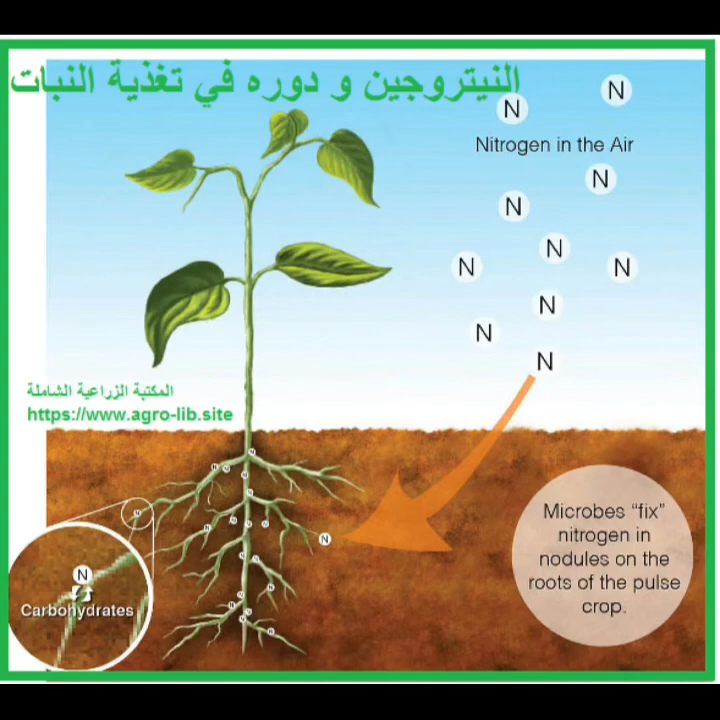 النيتروجين و دوره في تغذية النبات
N
N
Nitrogen in the Air
N
N
N
N
N
N
N
N
المكتبة الزراعية الشاملة
https://www.agro-lib.site
N
Microbes “fix”
nitrogen in
nodules on the
roots of the pulse
crop.
N
Carbohydrates